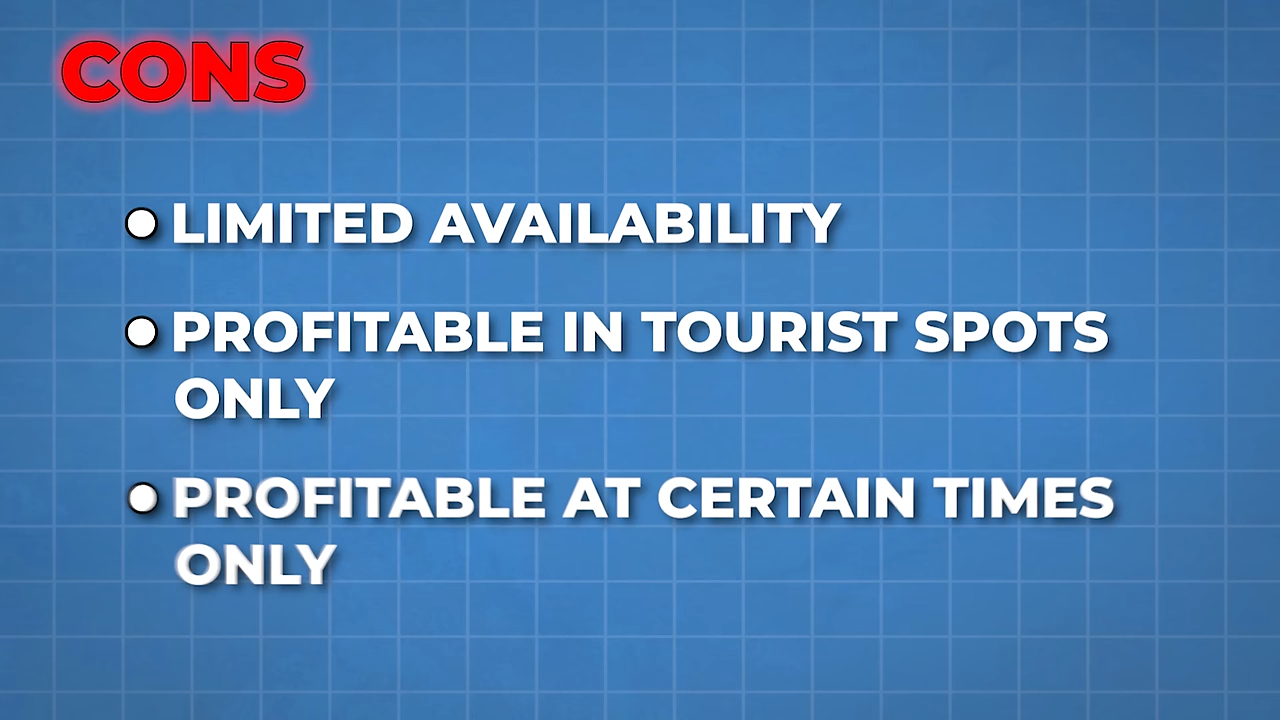 CONS
LIMITED AVAILABILITY
PROFITABLE IN TOURIST SPOTS
ONLY
PROFITABLE AT CERTAIN TIMES
ONLY